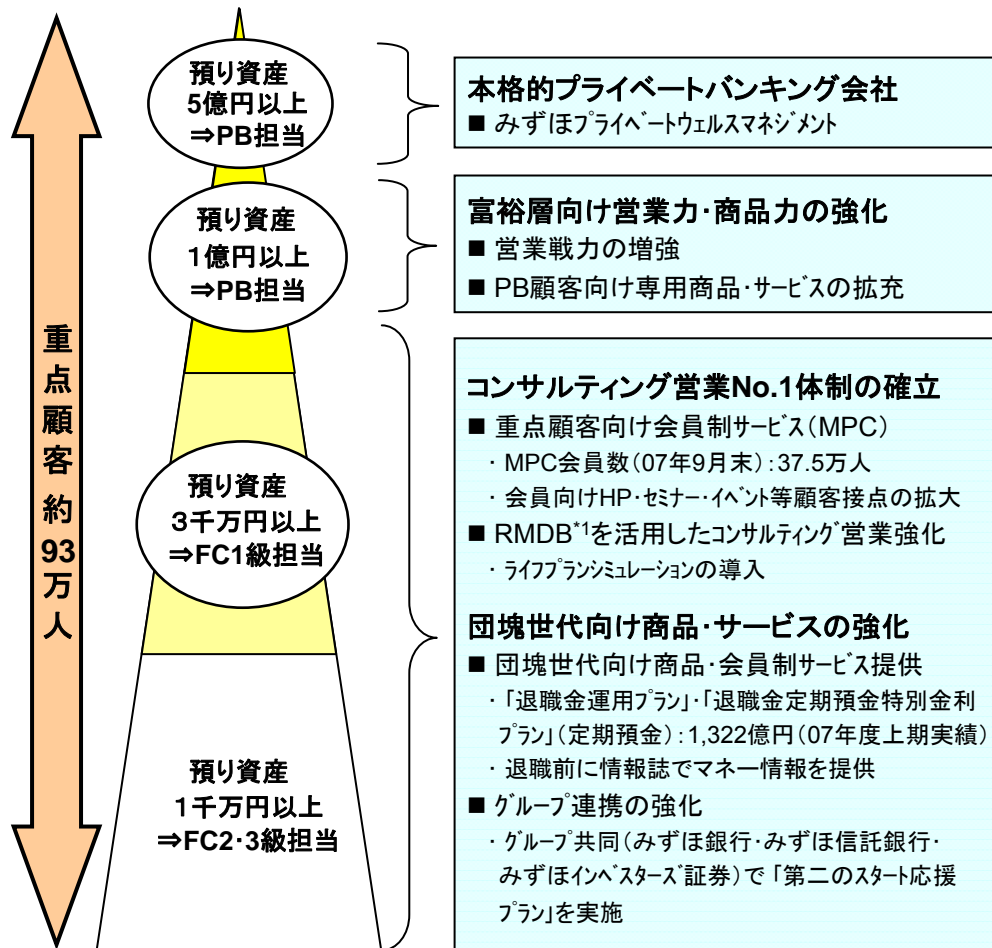 重点顧客 約93万人
預り資産
5億円以上
⇒PB担当
預り資産
1億円以上
⇒PB担当
預り資産
3千万円以上
⇒FC1級担当
預り資産
1千万円以上
⇒FC2・3級担当
本格的プライベートバンキング会社
■ みずほプライベートウェルスマネジメント
富裕層向け営業力・商品力の強化
■ 営業戦力の増強
■ PB顧客向け専用商品・サービスの拡充
コンサルティング営業No.1体制の確立
■ 重点顧客向け会員制サービス(MPC)
・ MPC会員数(07年9月末):37.5万人
・ 会員向けHP・セミナー・イベント等顧客接点の拡大
■ RMDB*1を活用したコンサルティング営業強化
・ ライフプランシミュレーションの導入
団塊世代向け商品・サービスの強化
■ 団塊世代向け商品・会員制サービス提供
・「退職金運用プラン」・「退職金定期預金特別金利
プラン」(定期預金):1,322億円(07年度上期実績)
・ 退職前に情報誌でマネー情報を提供
■ グループ連携の強化
・ グループ共同(みずほ銀行・みずほ信託銀行・
みずほインベスターズ証券)で「第二のスタート応援
プラン」を実施